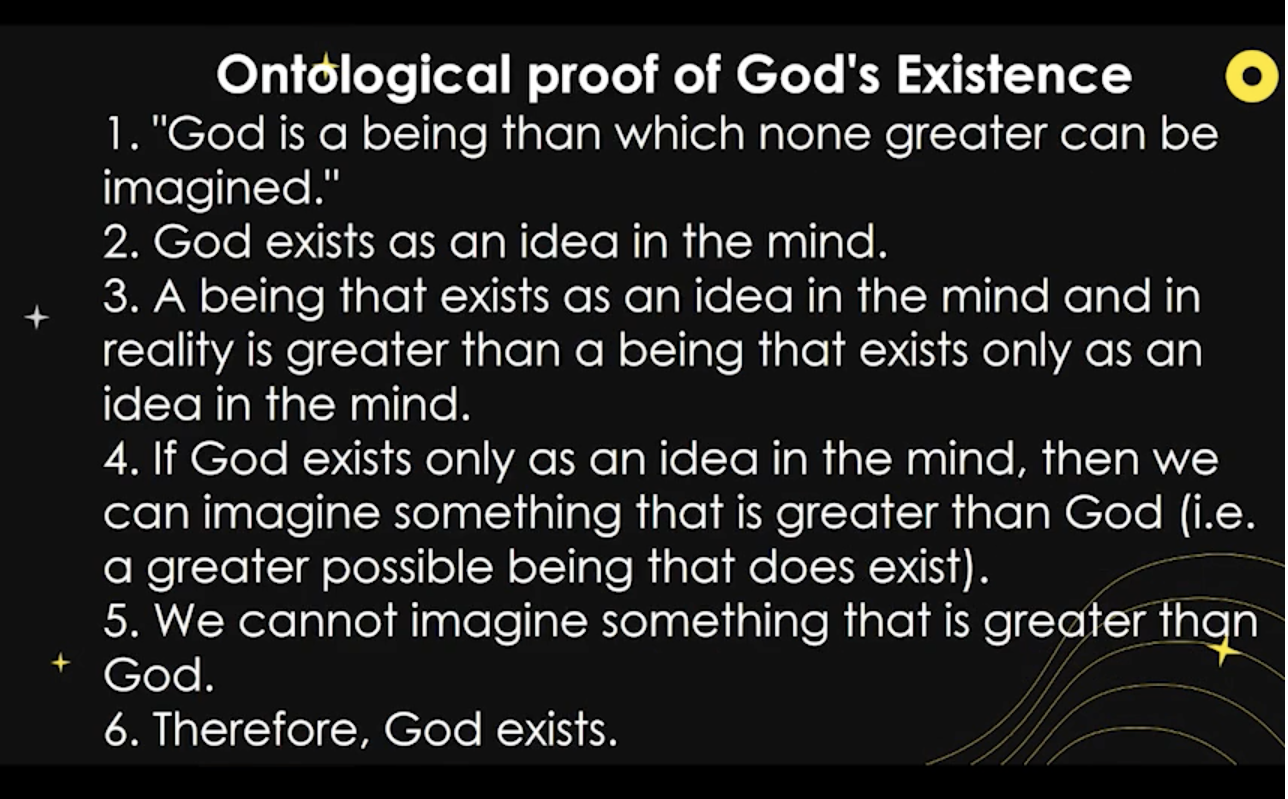 Ontological proof of God's Existence
1. "God is a being than which none greater can be
imagined."
2. God exists as an idea in the mind.
3. A being that exists as an idea in the mind and in
reality is greater than a being that exists only as an
idea in the mind.
4. If God exists only as an idea in the mind, then we
can imagine something that is greater than God (i.e.
a greater possible being that does exist).
5. We cannot imagine something that is greater than
God.
6. Therefore, God exists.